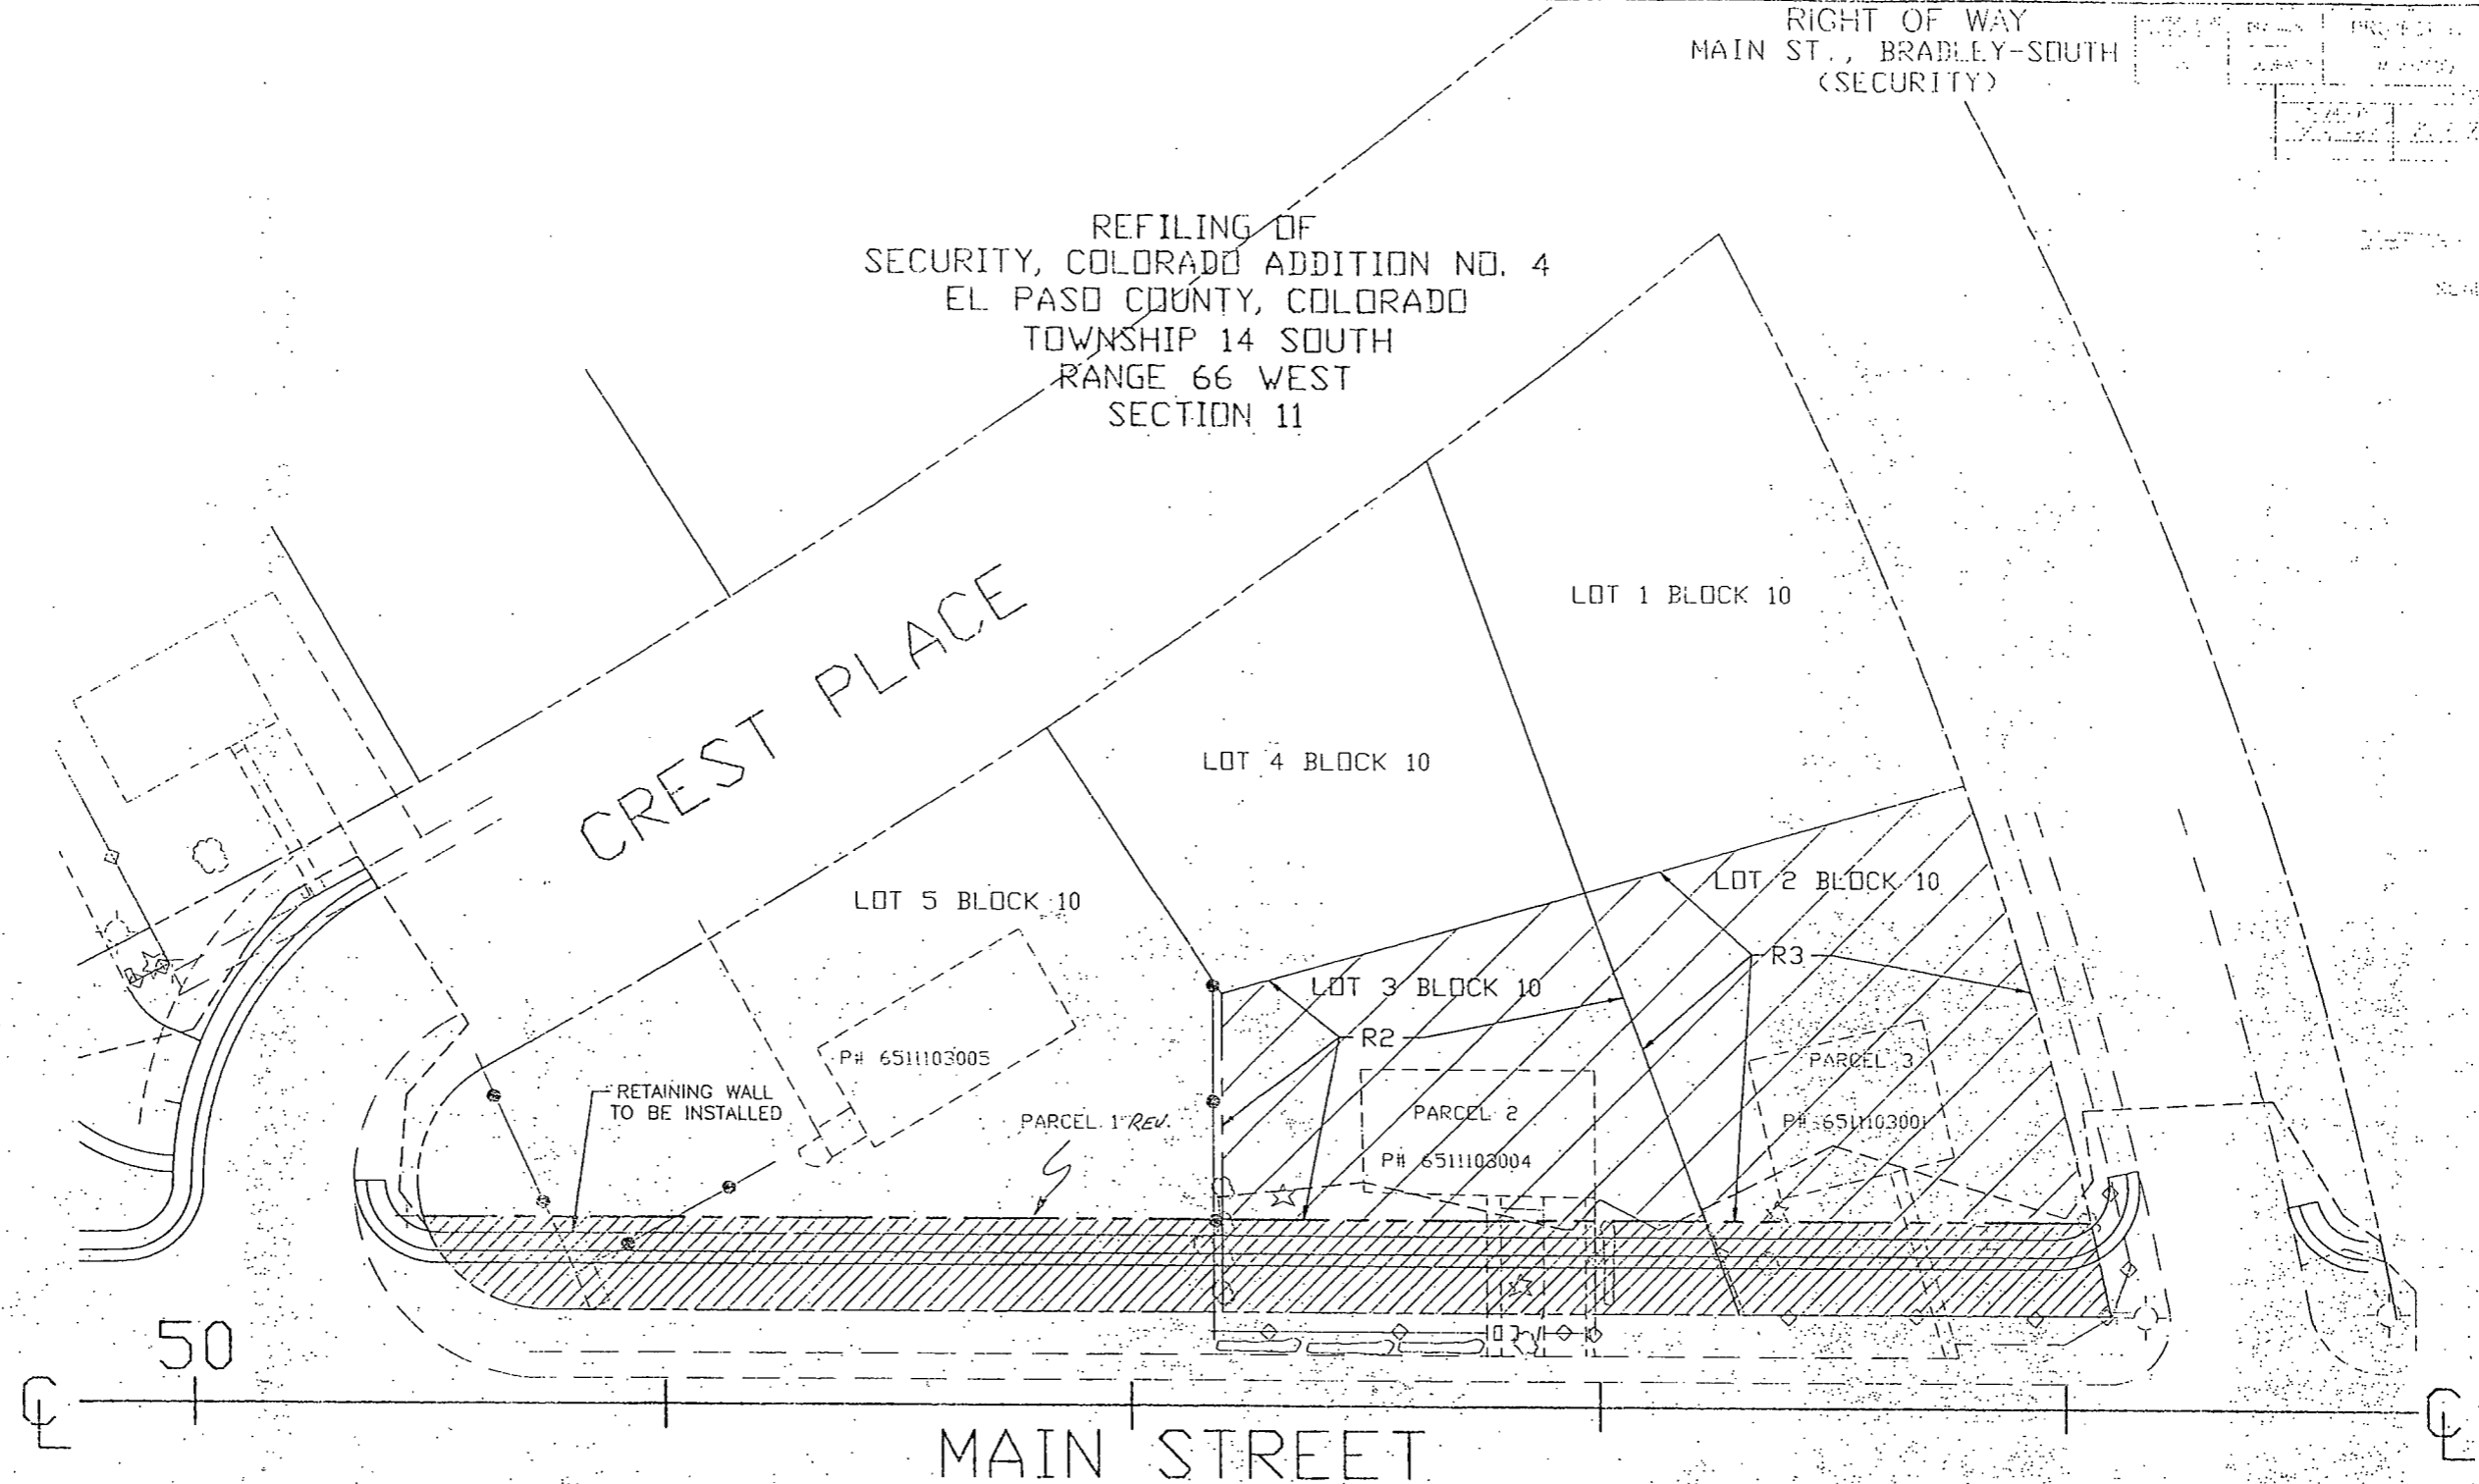 RIGHT OF WAY
MAIN ST., BRADLEY-SOUTH
(SECURITY)
REFILING OF
SECURITY, COLORADO ADDITION NO. 4
EL PASO COUNTY, COLORADO
TOWNSHIP 14 SOUTH
RANGE 66 WEST
SECTION 11
CREST PLACE
LOT 1 BLOCK 10
LOT 4 BLOCK 10
LOT 5 BLOCK 10
LOT 2 BLOCK 10
LOT 3 BLOCK 10
R3
R2
P# 6511103005
PARCEL 3
RETAINING WALL
TO BE INSTALLED
PARCEL 1 REV.
PARCEL 2
P# 6511103001
P# 6511103004
50
CL
CL
MAIN STREET